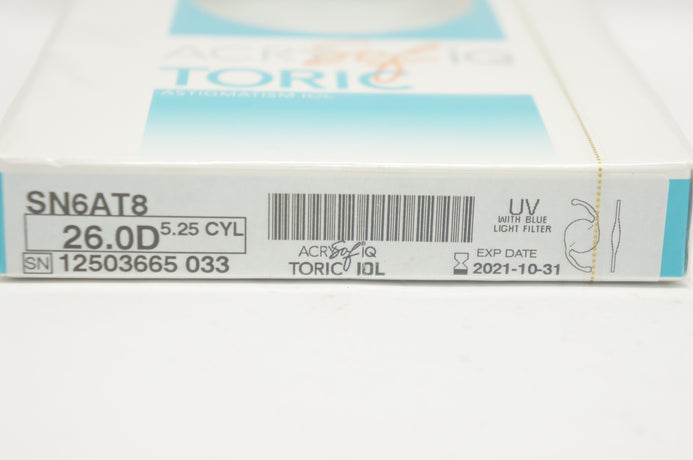 ACRYSof IQ
TORIC
ASTIGMATISM IOL
SN6AT8
26.0D 5.25 CYL
SN 12503665 033
ACRYSof IQ
TORIC IOL
UV
WITH BLUE
LIGHT FILTER
EXP DATE
2021-10-31